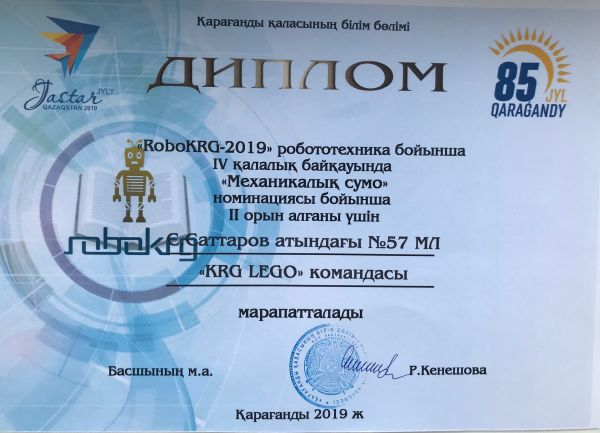 Қарағанды қаласының білім бөлімі
Jastar JYLY
QAZAQSTAN 2019
ДИПЛОМ
85 JYL
QARAĞANDY
«RoboKRG-2019» робототехника бойынша
IV қалалық байқауында
«Механикалық сумо»
номинациясы бойынша
II орын алғаны үшін
robokrg
С.Саттаров атындағы №57 МЛ
«KRG LEGO» командасы
марапатталады
Басшының м.а.
Р.Кенешова
Қарағанды 2019 ж